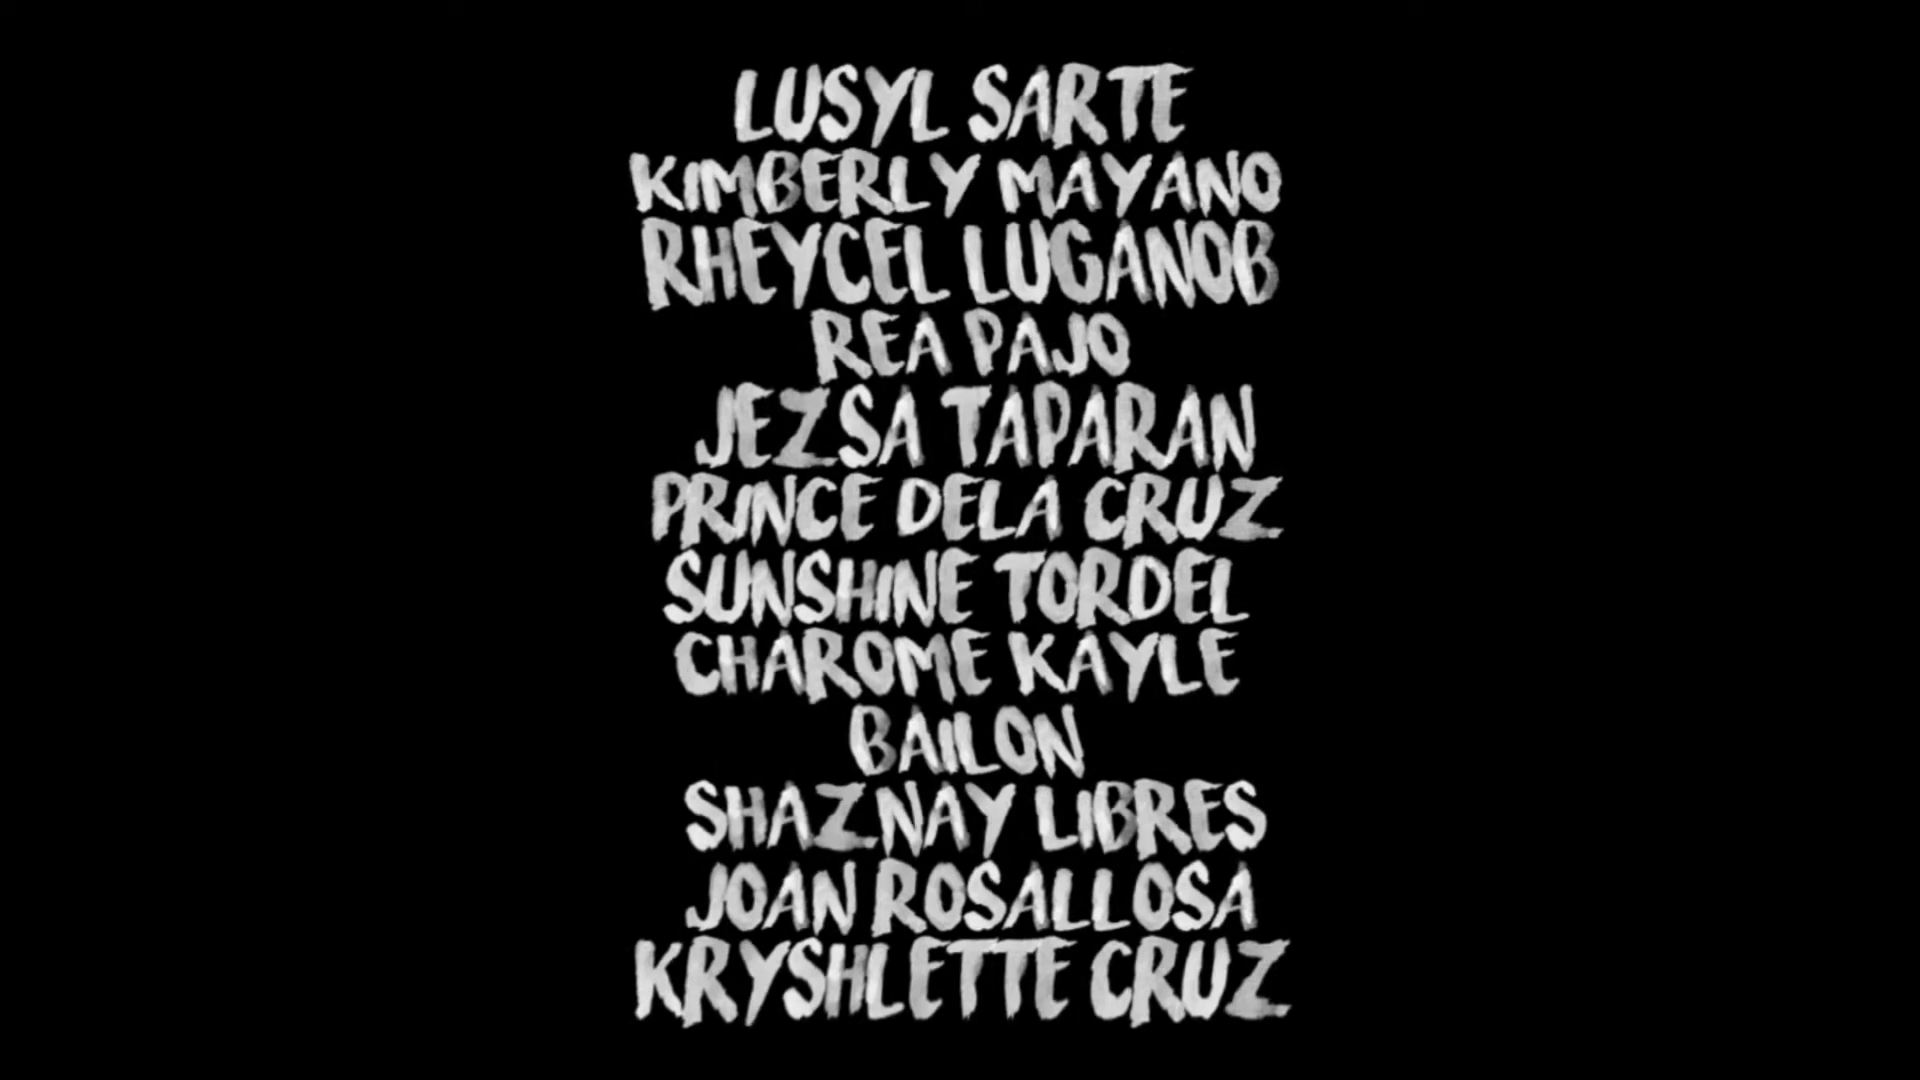 LUSYL SARTE
KIMBERLY MAYANO
RHEYCEL LUGANOB
REA PAJO
JEZSA TAPARAN
PRINCE DELA CRUZ
SUNSHINE TORDEL
CHAROME KAYLE
BAILON
SHAZNAY LIBRES
JOAN ROSALLOSA
KRYSHLETTE CRUZ